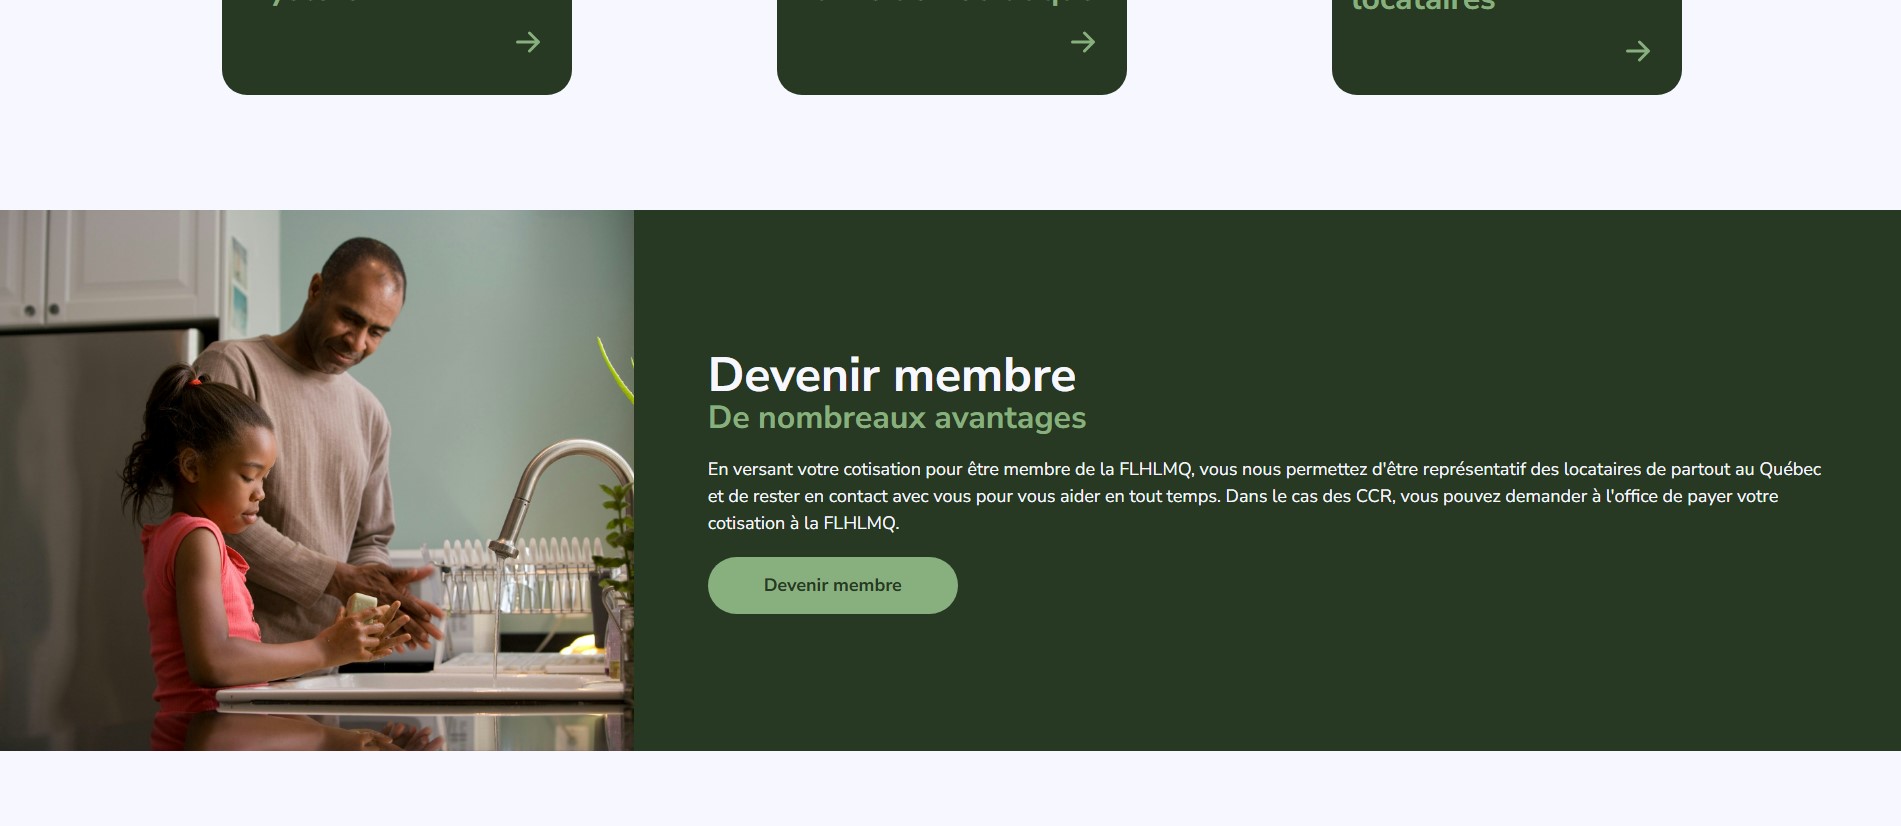 locataires
Devenir membre
De nombreaux avantages
En versant votre cotisation pour être membre de la FLHLMQ, vous nous permettez d'être représentatif des locataires de partout au Québec
et de rester en contact avec vous pour vous aider en tout temps. Dans le cas des CCR, vous pouvez demander à l'office de payer votre
cotisation à la FLHLMQ.
Devenir membre